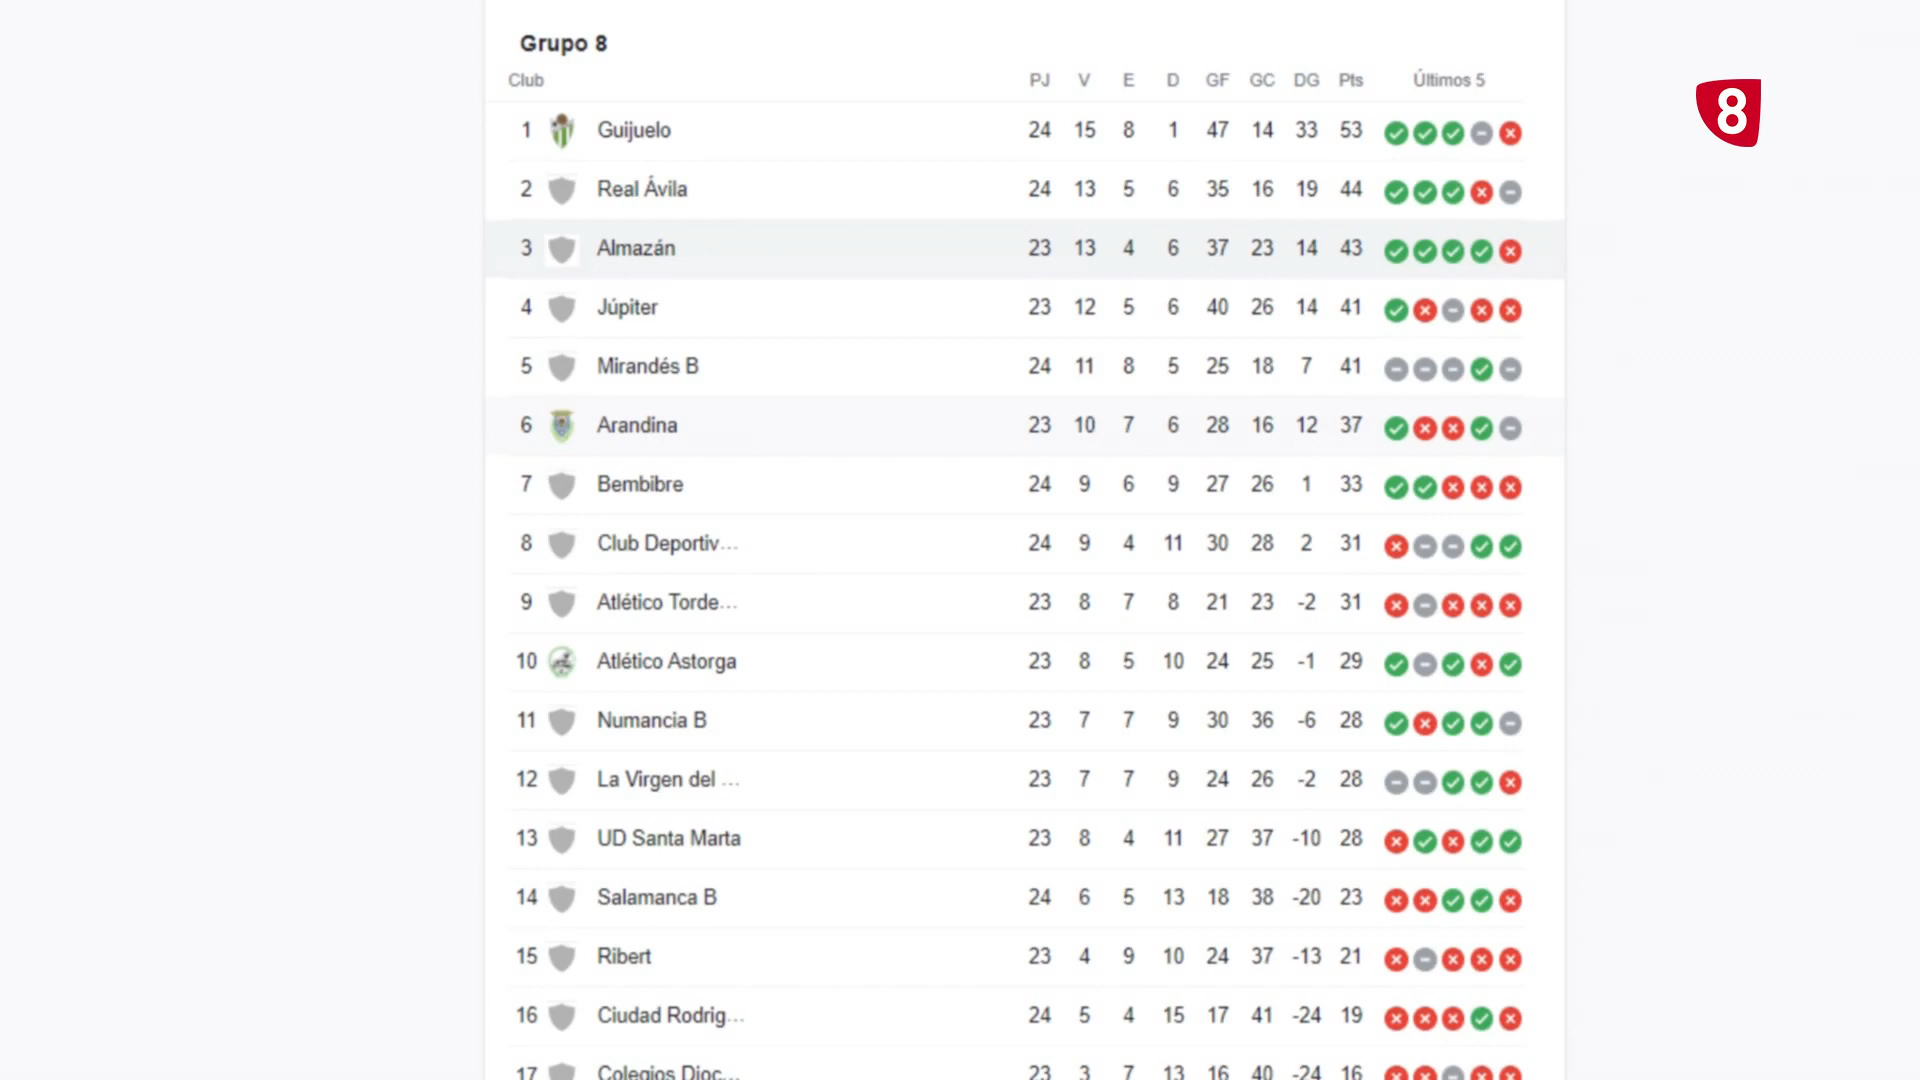 Grupo 8
Club PJ V E D GF GC DG Pts Últimos 5
8
1 Guijuelo 24 15 8 1 47 14 33 53
2 Real Ávila 24 13 5 6 35 16 19 44
3 Almazán 23 13 4 6 37 23 14 43
4 Júpiter 23 12 5 6 40 26 14 41
5 Mirandés B 24 11 8 5 25 18 7 41
6 Arandina 23 10 7 6 28 16 12 37
7 Bembibre 24 9 6 9 27 26 1 33
8 Club Deportiv... 24 9 4 11 30 28 2 31
9 Atlético Torde... 23 8 7 8 21 23 -2 31
10 Atlético Astorga 23 8 5 10 24 25 -1 29
11 Numancia B 23 7 7 9 30 36 -6 28
12 La Virgen del ... 23 7 7 9 24 26 -2 28
13 UD Santa Marta 23 8 4 11 27 37 -10 28
14 Salamanca B 24 6 5 13 18 38 -20 23
15 Ribert 23 4 9 10 24 37 -13 21
16 Ciudad Rodrig... 24 5 4 15 17 41 -24 19
17 Colegios Dioc... 23 3 7 13 16 40 -24 16